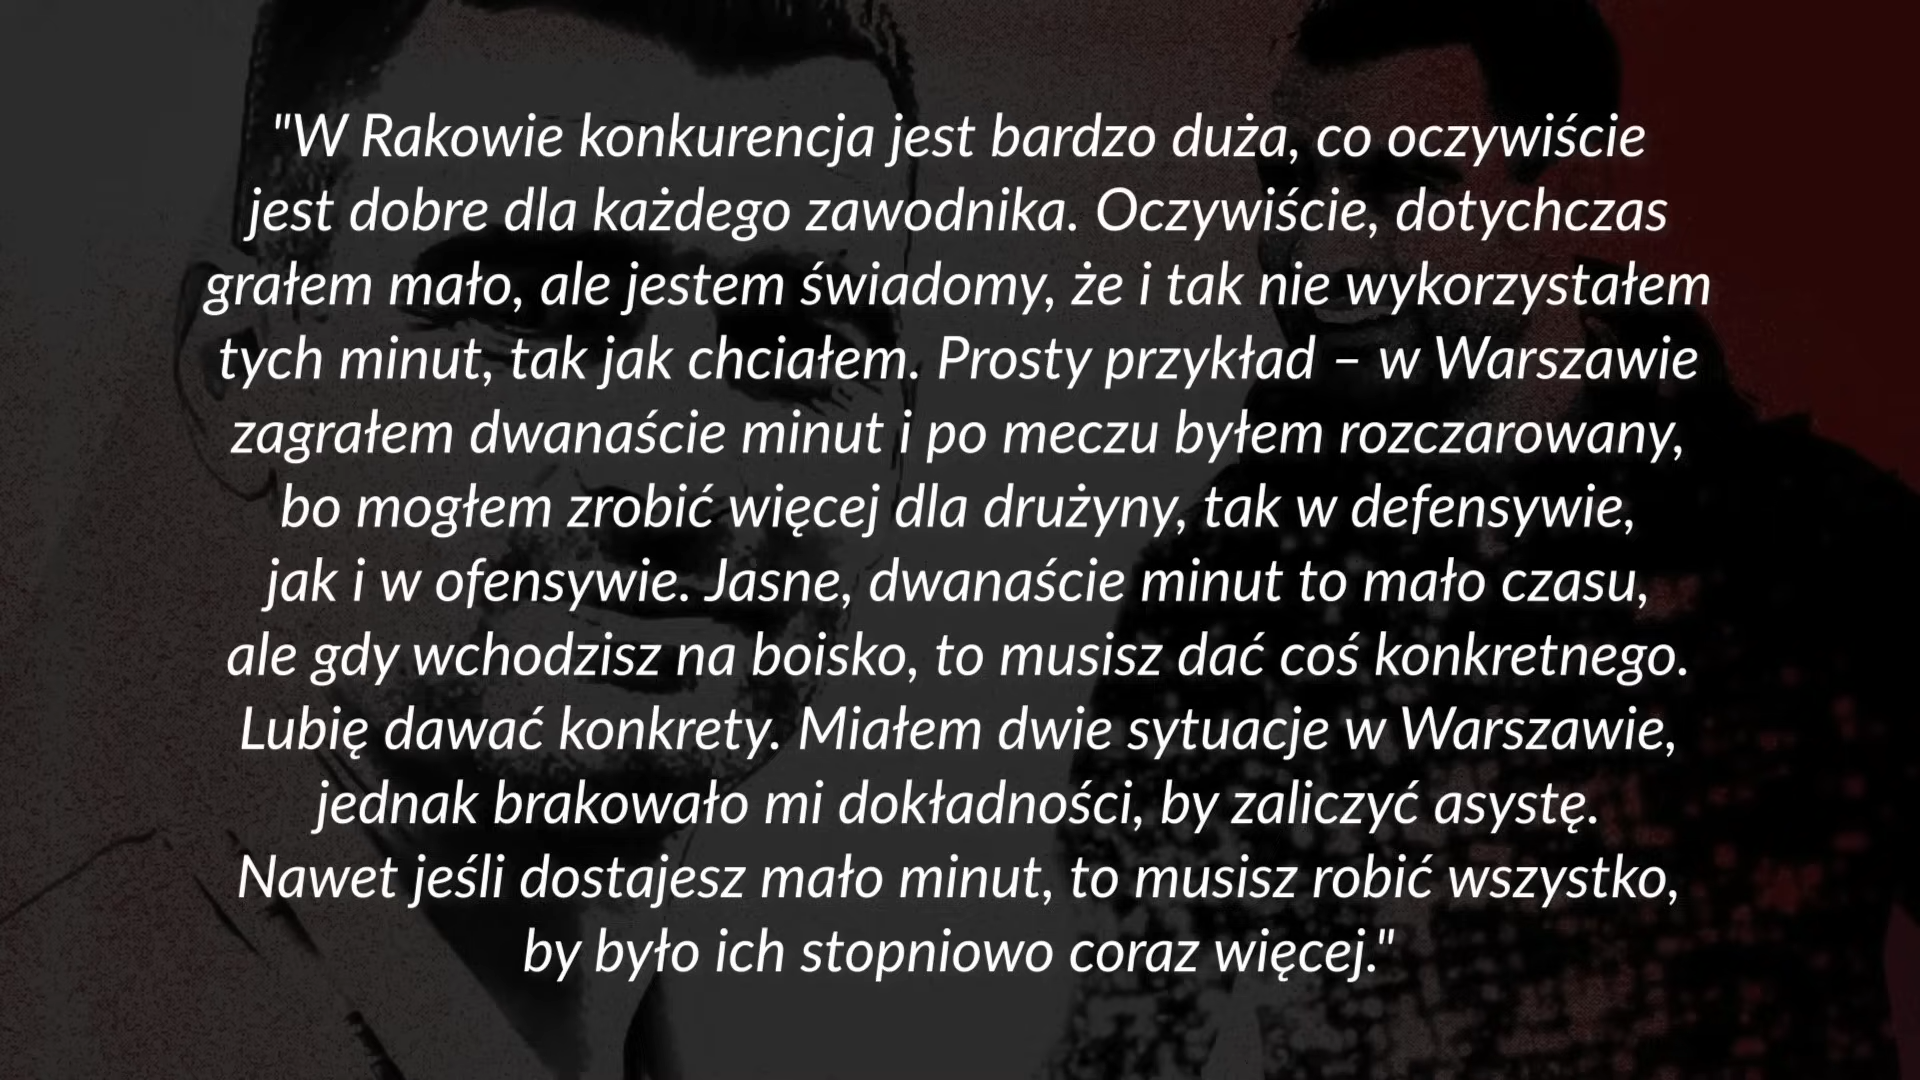 "W Rakowie konkurencja jest bardzo duża, co oczywiście
jest dobre dla każdego zawodnika. Oczywiście, dotychczas
grałem mało, ale jestem świadomy, że i tak nie wykorzystałem
tych minut, tak jak chciałem. Prosty przykład – w Warszawie
zagrałem dwanaście minut i po meczu byłem rozczarowany,
bo mogłem zrobić więcej dla drużyny, tak w defensywie,
jak i w ofensywie. Jasne, dwanaście minut to mało czasu,
ale gdy wchodzisz na boisko, to musisz dać coś konkretnego.
Lubię dawać konkrety. Miałem dwie sytuacje w Warszawie,
jednak brakowało mi dokładności, by zaliczyć asystę.
Nawet jeśli dostajesz mało minut, to musisz robić wszystko,
by było ich stopniowo coraz więcej."